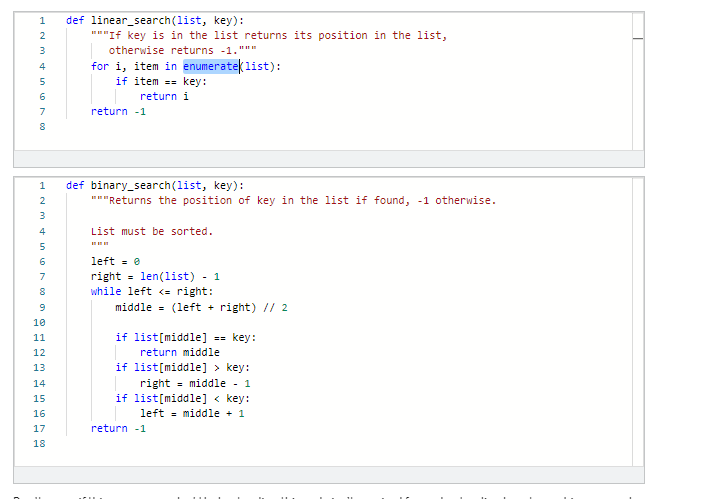 1 def linear_search(list, key):
2 """If key is in the list returns its position in the list,
3 otherwise returns -1."""
4 for i, item in enumerate(list):
5 if item == key:
6 return i
7 return -1
8
1 def binary_search(list, key):
2 """Returns the position of key in the list if found, -1 otherwise.
3
4 List must be sorted.
5 """
6 left = 0
7 right = len(list) - 1
8 while left <= right:
9 middle = (left + right) // 2
10
11 if list[middle] == key:
12 return middle
13 if list[middle] > key:
14 right = middle - 1
15 if list[middle] < key:
16 left = middle + 1
17 return -1
18